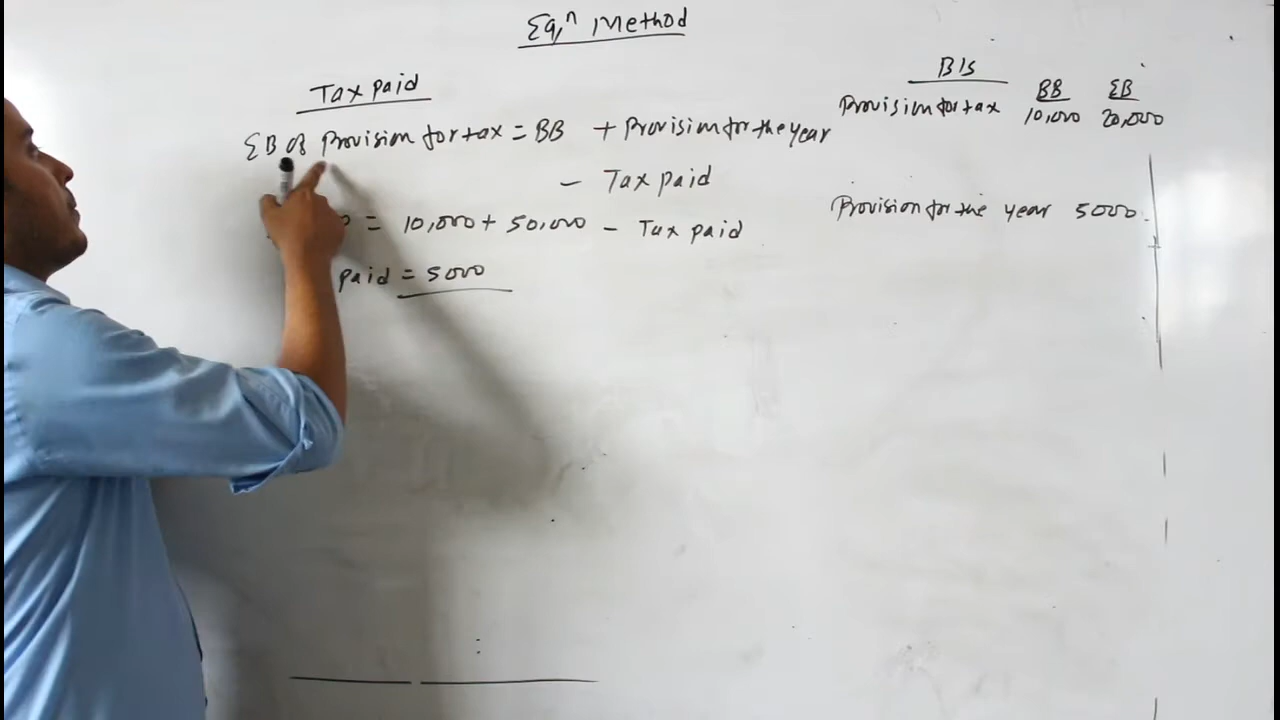 Eqⁿ Method
Tax paid
EB of Provision for tax = BB + Provision for the year
- Tax paid
= 10,000 + 50,000 - Tax paid
paid = 5000
B/s
BB EB
Provision for tax 10,000 20,000
Provision for the year 5000.